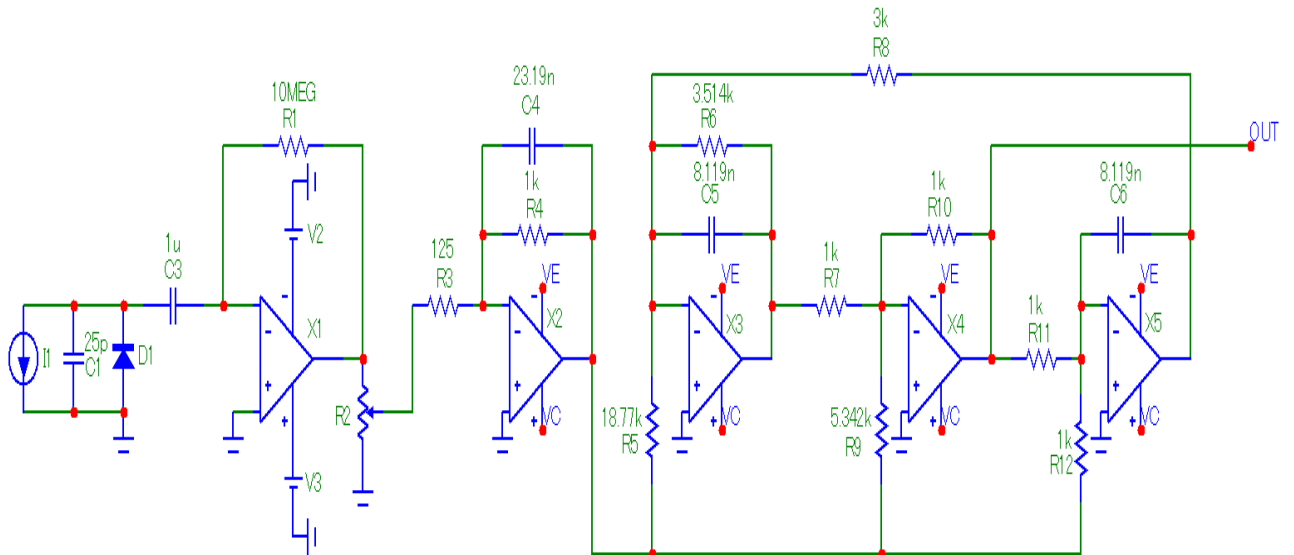 3k
R8
23.19n
C4
10MEG
R1
3.514k
R6
OUT
8.119n
C5
8.119n
C6
1k
R4
1k
R10
V2
1u
C3
125
R3
VE
VE
VE
1k
R7
1k
R11
X1
X2
X3
X4
X5
I1
25p
C1
D1
R2
VC
VC
VC
18.77k
R5
5.342k
R9
1k
R12
V3